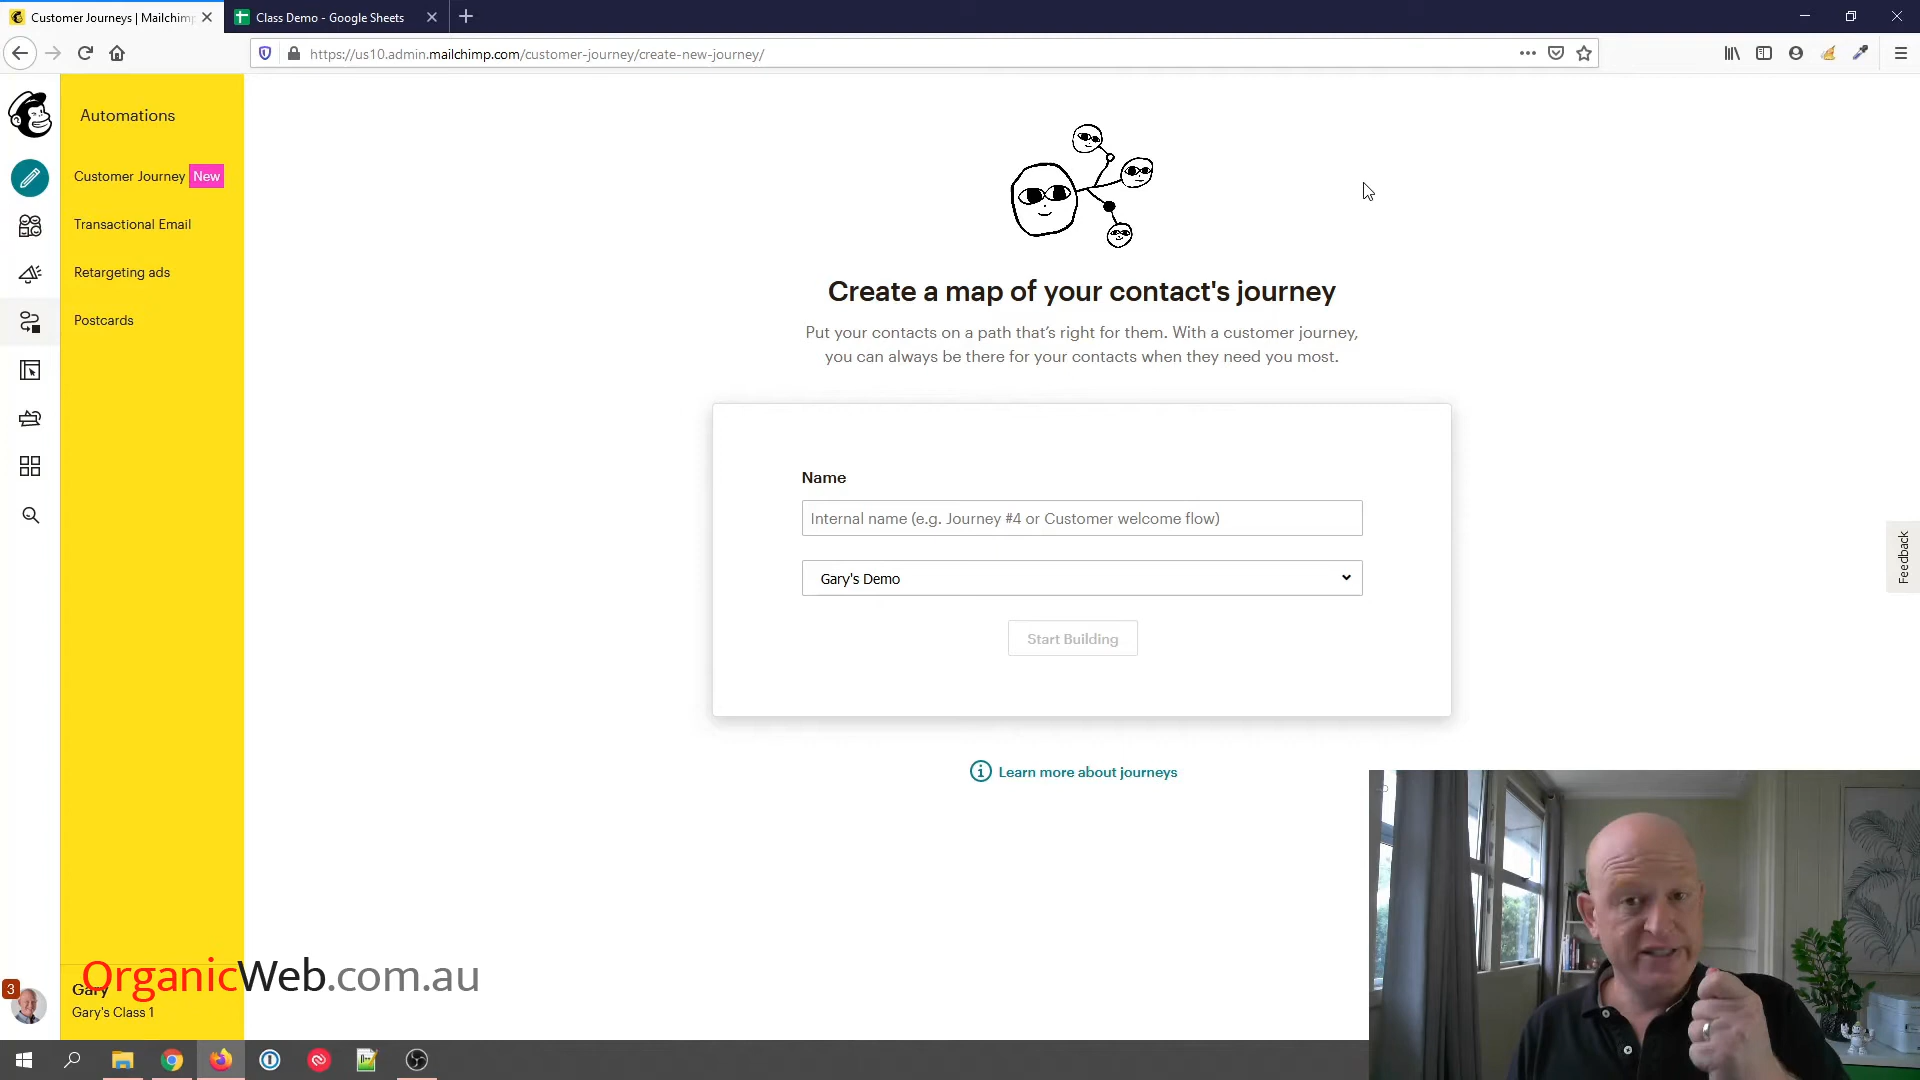 Customer Journeys | Mailchimp
Class Demo - Google Sheets
https://us10.admin.mailchimp.com/customer-journey/create-new-journey/
Automations
Customer Journey New
Transactional Email
Retargeting ads
Postcards
Create a map of your contact's journey
Put your contacts on a path that’s right for them. With a customer journey,
you can always be there for your contacts when they need you most.
Name
Internal name (e.g. Journey #4 or Customer welcome flow)
Gary's Demo
Start Building
Learn more about journeys
Feedback
OrganicWeb.com.au
3
Gary
Gary's Class 1